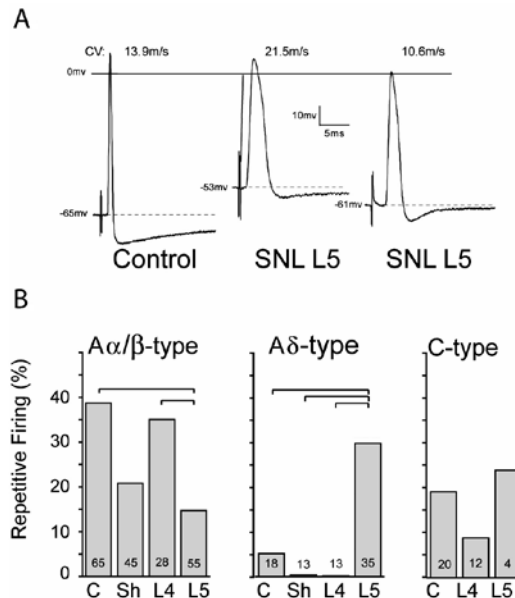 A
CV: 13.9m/s 21.5m/s 10.6m/s
0mv
10mv
5ms
-53mv
-61mv
-65mv
Control SNL L5 SNL L5
B
Aα/β-type Aδ-type C-type
Repetitive Firing (%)
40
30
20
10
0
65 45 28 55 18 13 13 35 20 12 4
C Sh L4 L5 C Sh L4 L5 C L4 L5